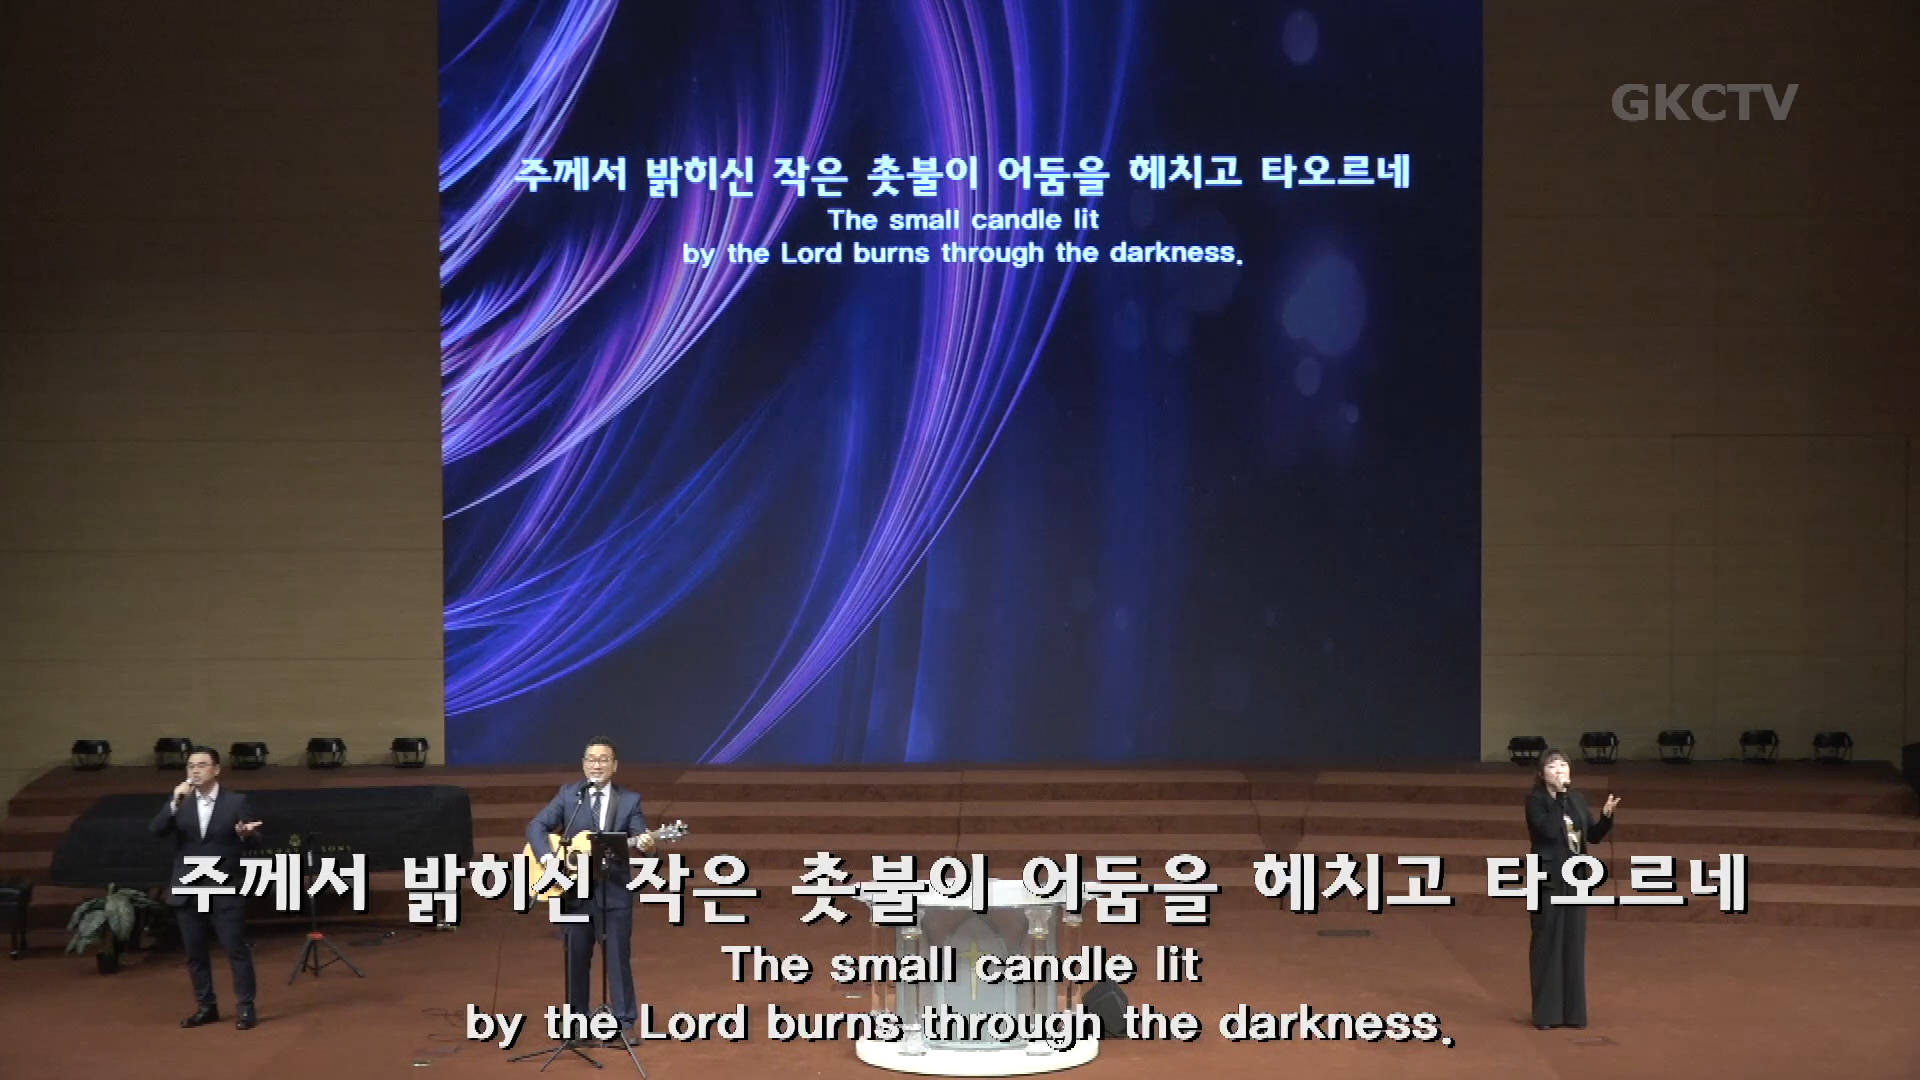 GKCTV
주께서 밝히신 작은 촛불이 어둠을 헤치고 타오르네
The small candle lit
by the Lord burns through the darkness.
주께서 밝히신 작은 촛불이 어둠을 헤치고 타오르네
The small candle lit
by the Lord burns through the darkness.